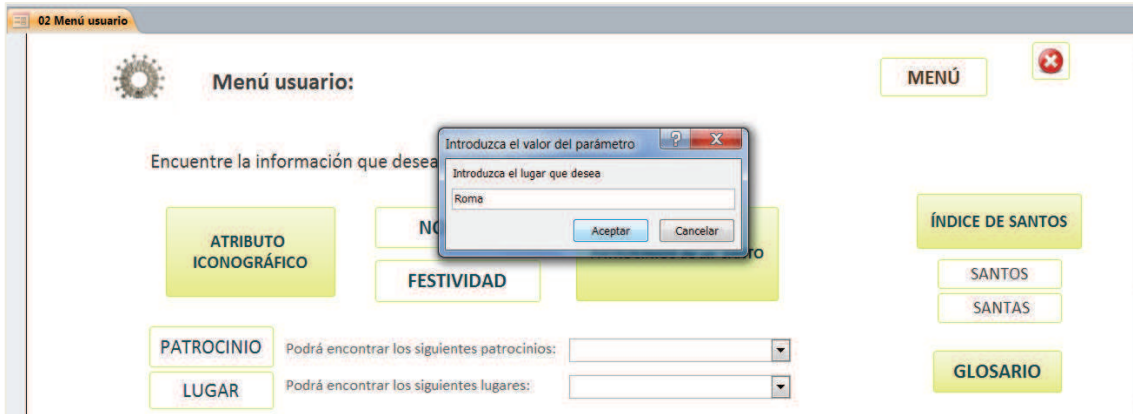 02 Menú usuario
Menú usuario:
MENÚ
Introduzca el valor del parámetro
Encuentre la información que desea
Introduzca el lugar que desea
Roma
Aceptar
Cancelar
ATRIBUTO
ICONOGRÁFICO
FESTIVIDAD
ÍNDICE DE SANTOS
SANTOS
SANTAS
PATROCINIO
Podrá encontrar los siguientes patrocinios:
LUGAR
Podrá encontrar los siguientes lugares:
GLOSARIO